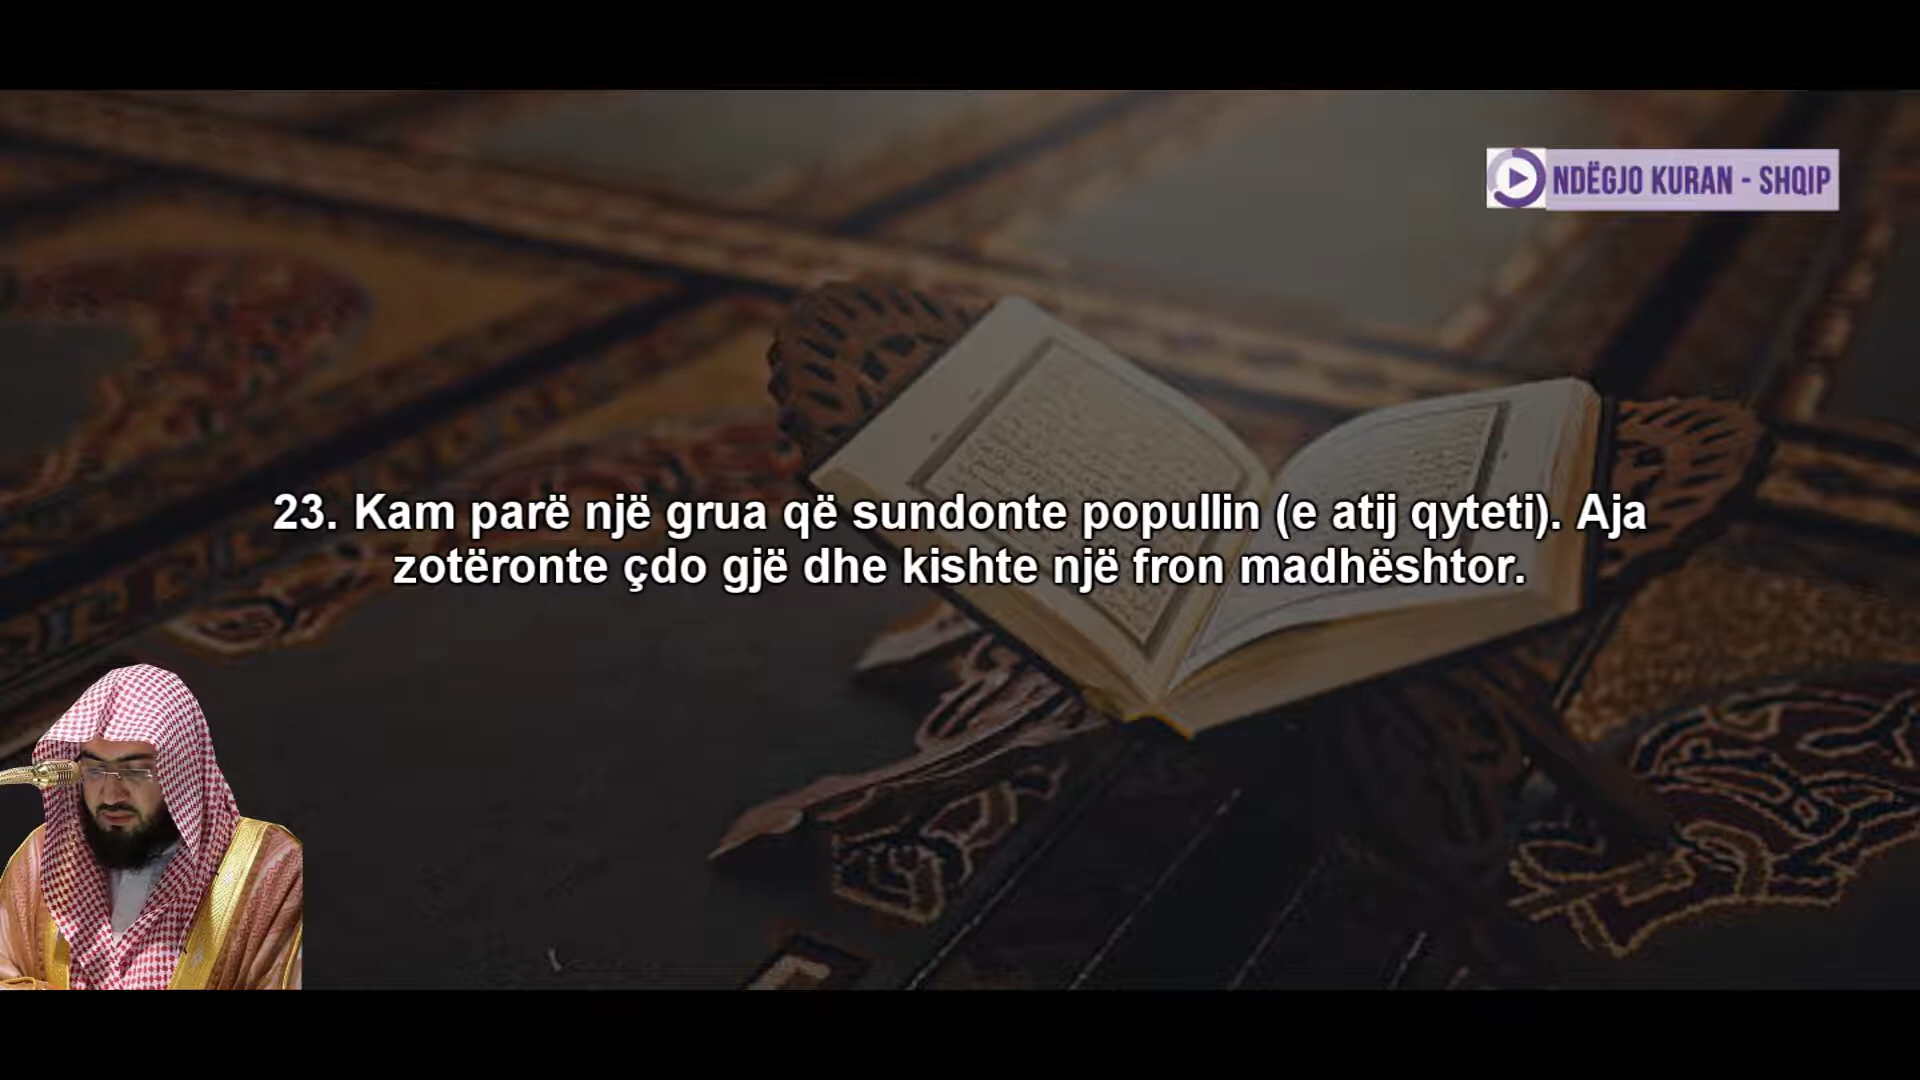 NDËGJO KURAN - SHQIP
23. Kam parë një grua që sundonte popullin (e atij qyteti). Aja
zotëronte çdo gjë dhe kishte një fron madhështor.